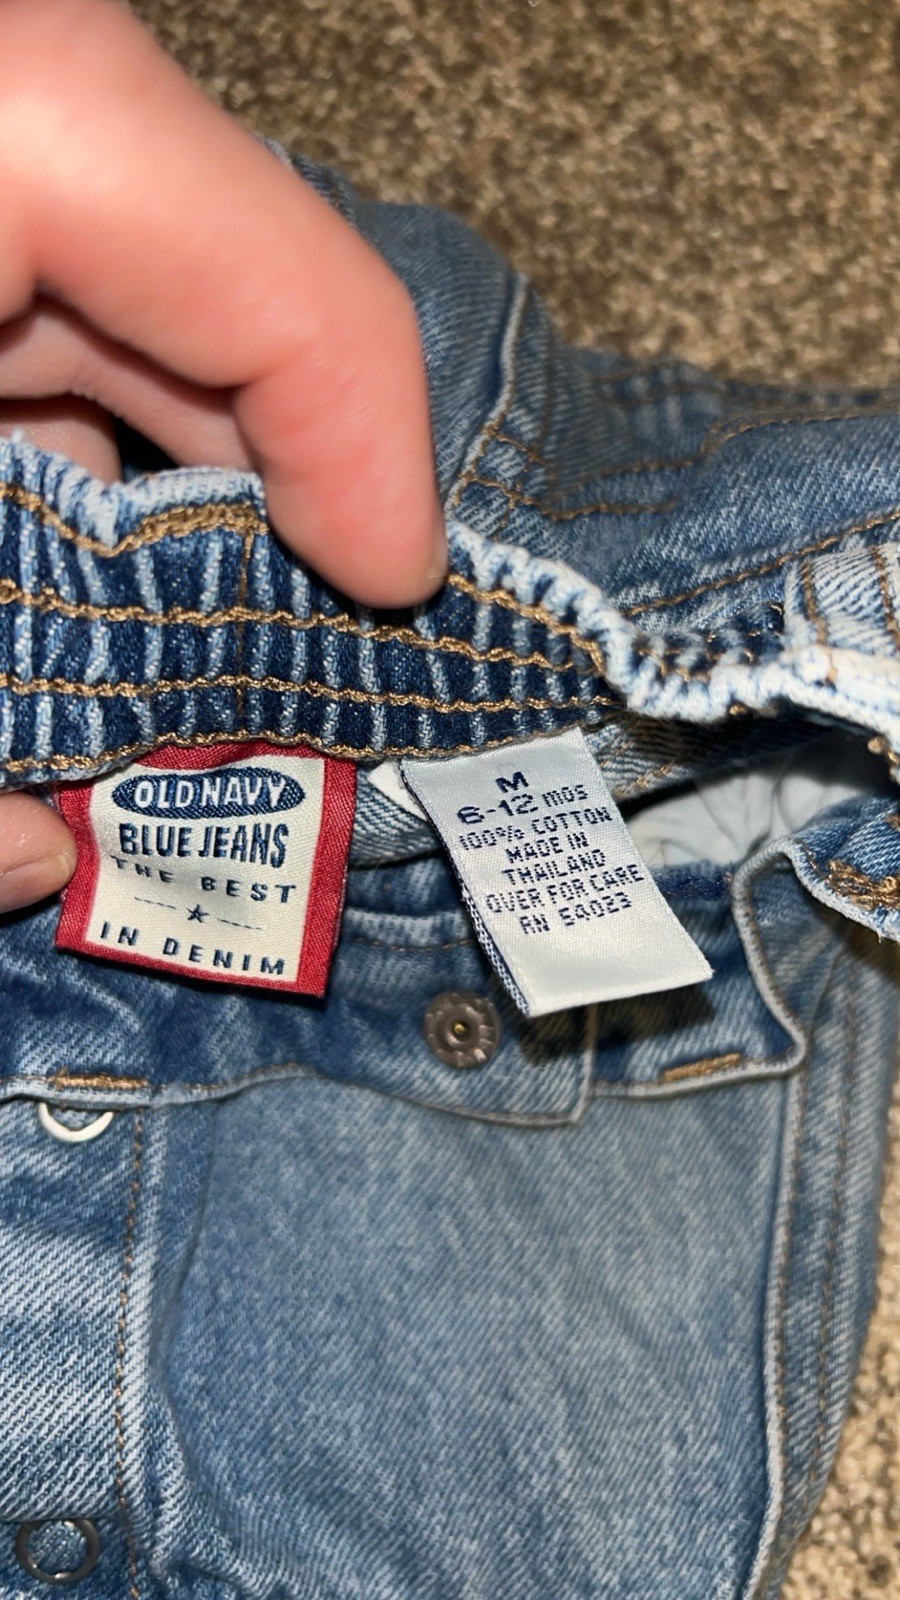 OLD NAVY
BLUE JEANS
THE BEST
IN DENIM
M
6-12 mos
100% COTTON
MADE IN
THAILAND
OVER FOR CARE
RN 54023